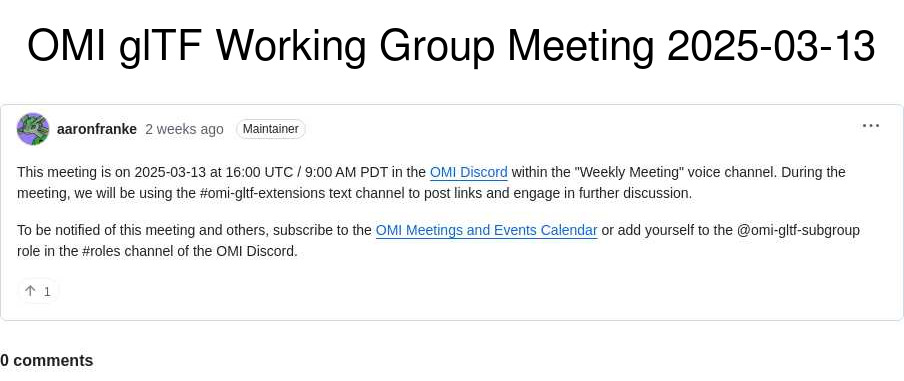 OMI glTF Working Group Meeting 2025-03-13
aaronfranke 2 weeks ago Maintainer
This meeting is on 2025-03-13 at 16:00 UTC / 9:00 AM PDT in the OMI Discord within the "Weekly Meeting" voice channel. During the
meeting, we will be using the #omi-gltf-extensions text channel to post links and engage in further discussion.
To be notified of this meeting and others, subscribe to the OMI Meetings and Events Calendar or add yourself to the @omi-gltf-subgroup
role in the #roles channel of the OMI Discord.
↑ 1
0 comments